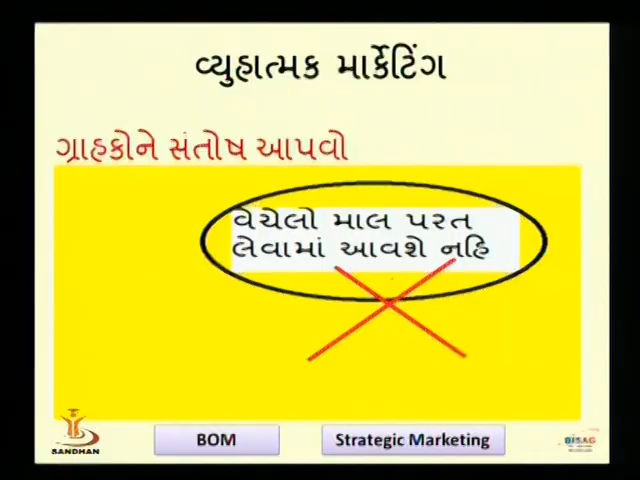 વ્યુહાત્મક માર્કેટિંગ
ગ્રાહકોને સંતોષ આપવો
વેચેલો માલ પરત
લેવામાં આવશે નહિ
SANDHAN
BOM
Strategic Marketing
BISAG